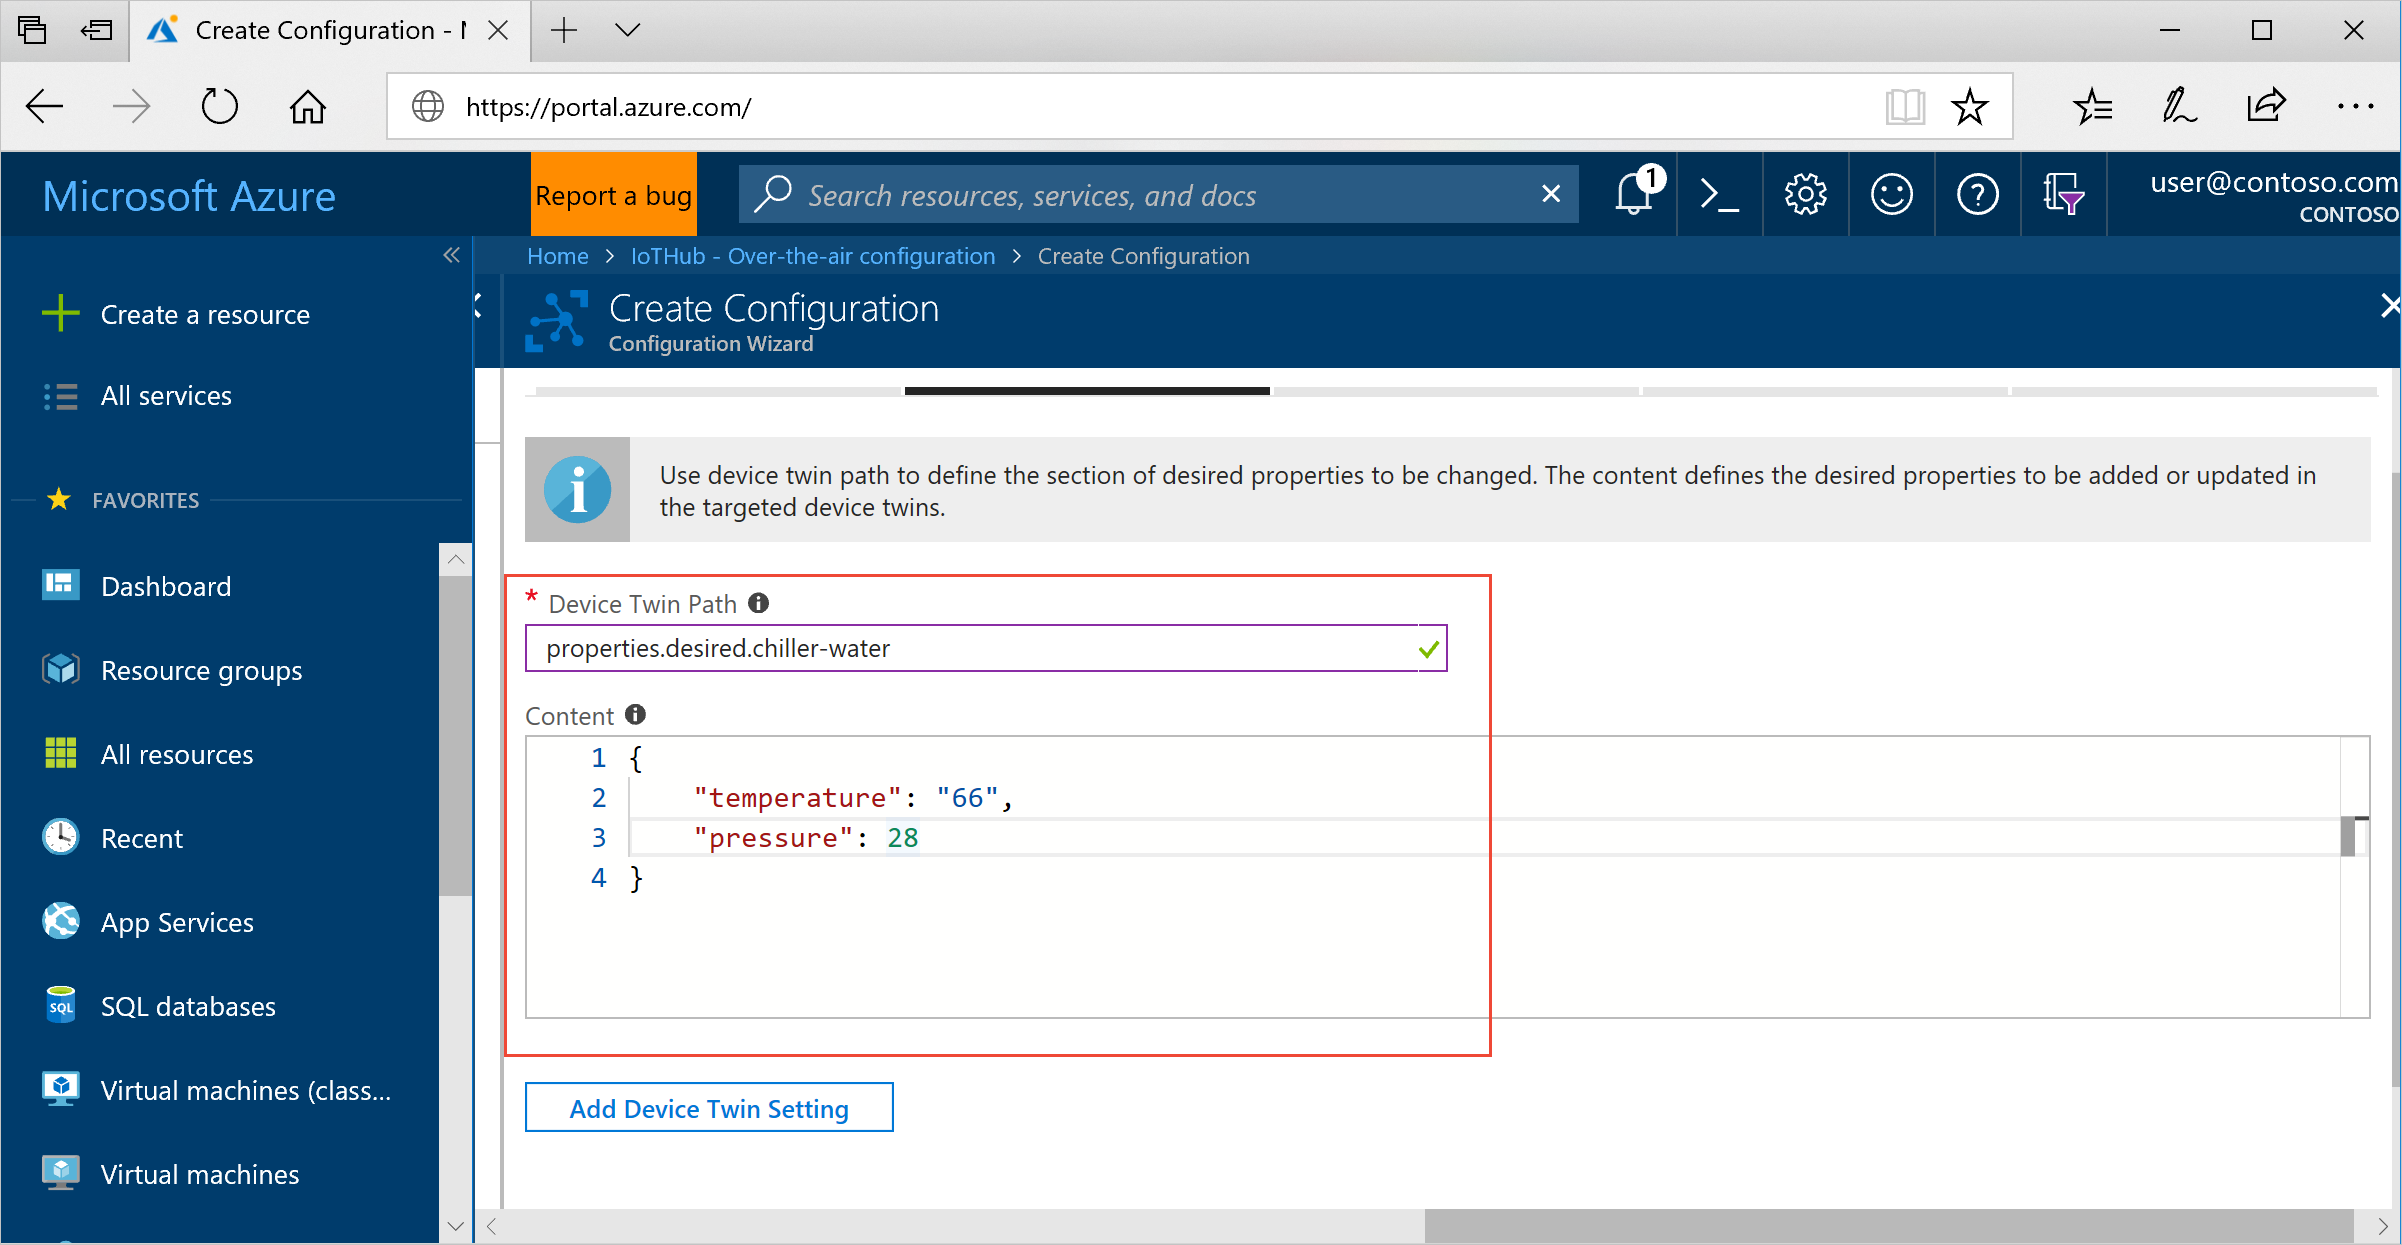 Create Configuration - M
https://portal.azure.com/
Microsoft Azure
Report a bug
Search resources, services, and docs
1
user@contoso.com
CONTOSO
Home > IoTHub - Over-the-air configuration > Create Configuration
Create Configuration
Configuration Wizard
Create a resource
All services
FAVORITES
Dashboard
Resource groups
All resources
Recent
App Services
SQL
SQL databases
Virtual machines (class...
Virtual machines
Use device twin path to define the section of desired properties to be changed. The content defines the desired properties to be added or updated in
the targeted device twins.
* Device Twin Path
properties.desired.chiller-water
Content
1 {
2 "temperature": "66",
3 "pressure": 28
4 }
Add Device Twin Setting